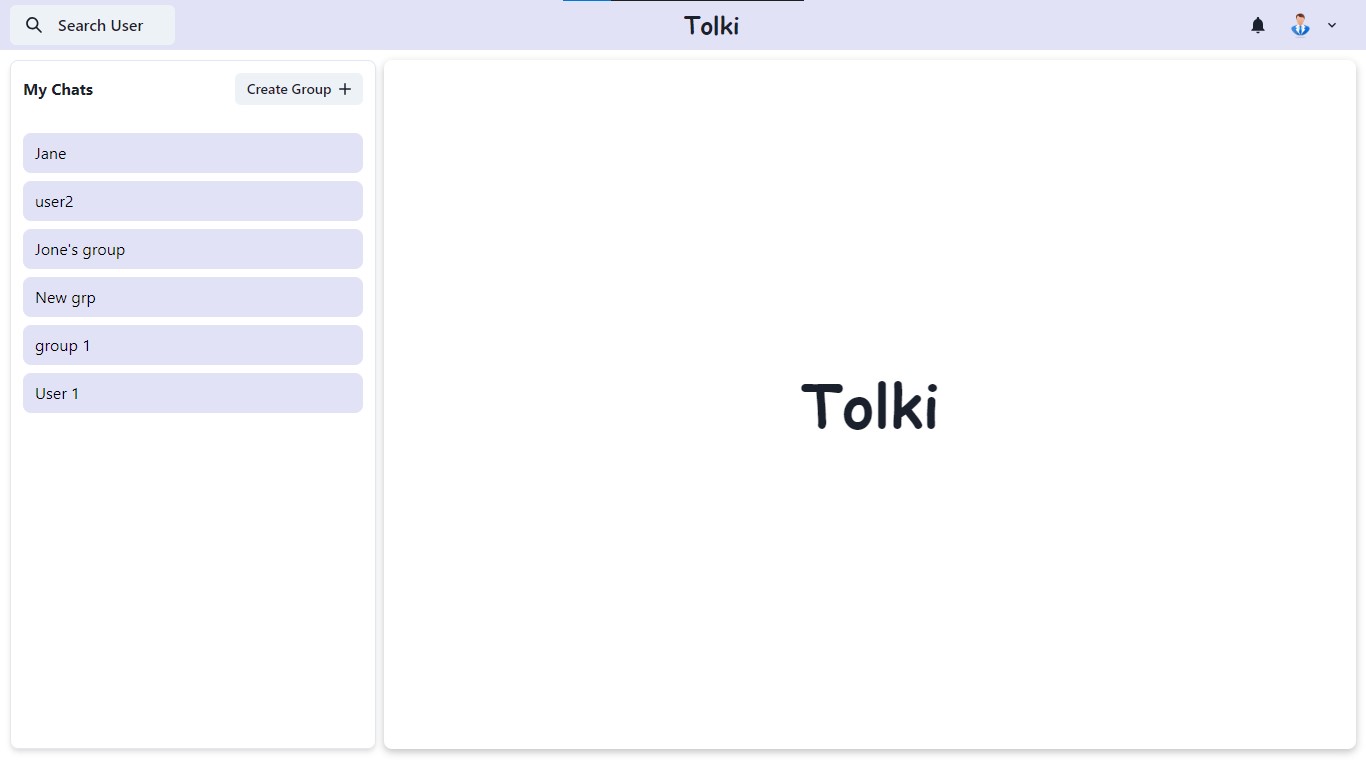 Search User
Tolki
My Chats
Create Group
Jane
user2
Jone's group
New grp
group 1
User 1
Tolki